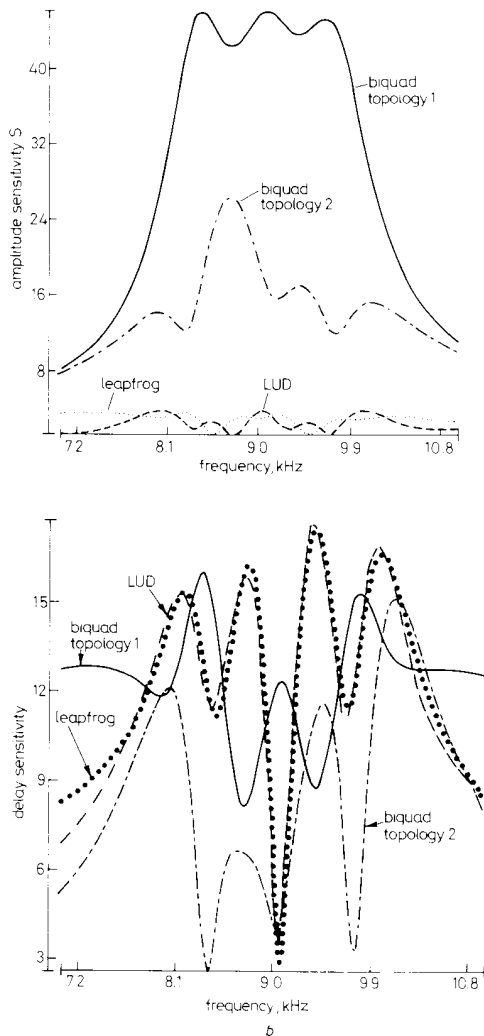 40
32
24
16
8
amplitude sensitivity S
biquad
topology 1
biquad
topology 2
leapfrog
LUD
7.2 8.1 9.0 9.9 10.8
frequency, kHz
15
12
9
6
3
delay sensitivity
LUD
biquad
topology 1
leapfrog
biquad
topology 2
7.2 8.1 9.0 9.9 10.8
frequency, kHz
b